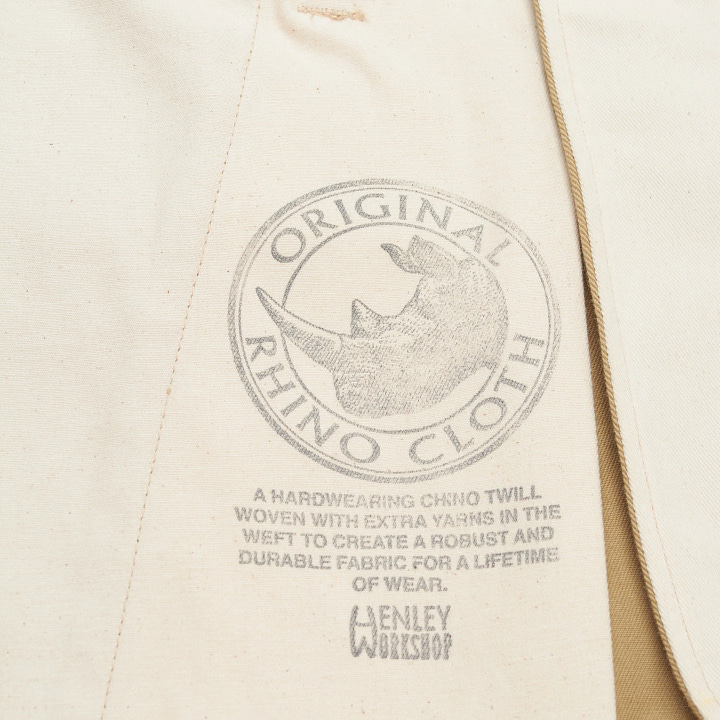 ORIGINAL
RHINO CLOTH
A HARDWEARING CHINO TWILL
WOVEN WITH EXTRA YARNS IN THE
WEFT TO CREATE A ROBUST AND
DURABLE FABRIC FOR A LIFETIME
OF WEAR.
HENLEY
WORKSHOP